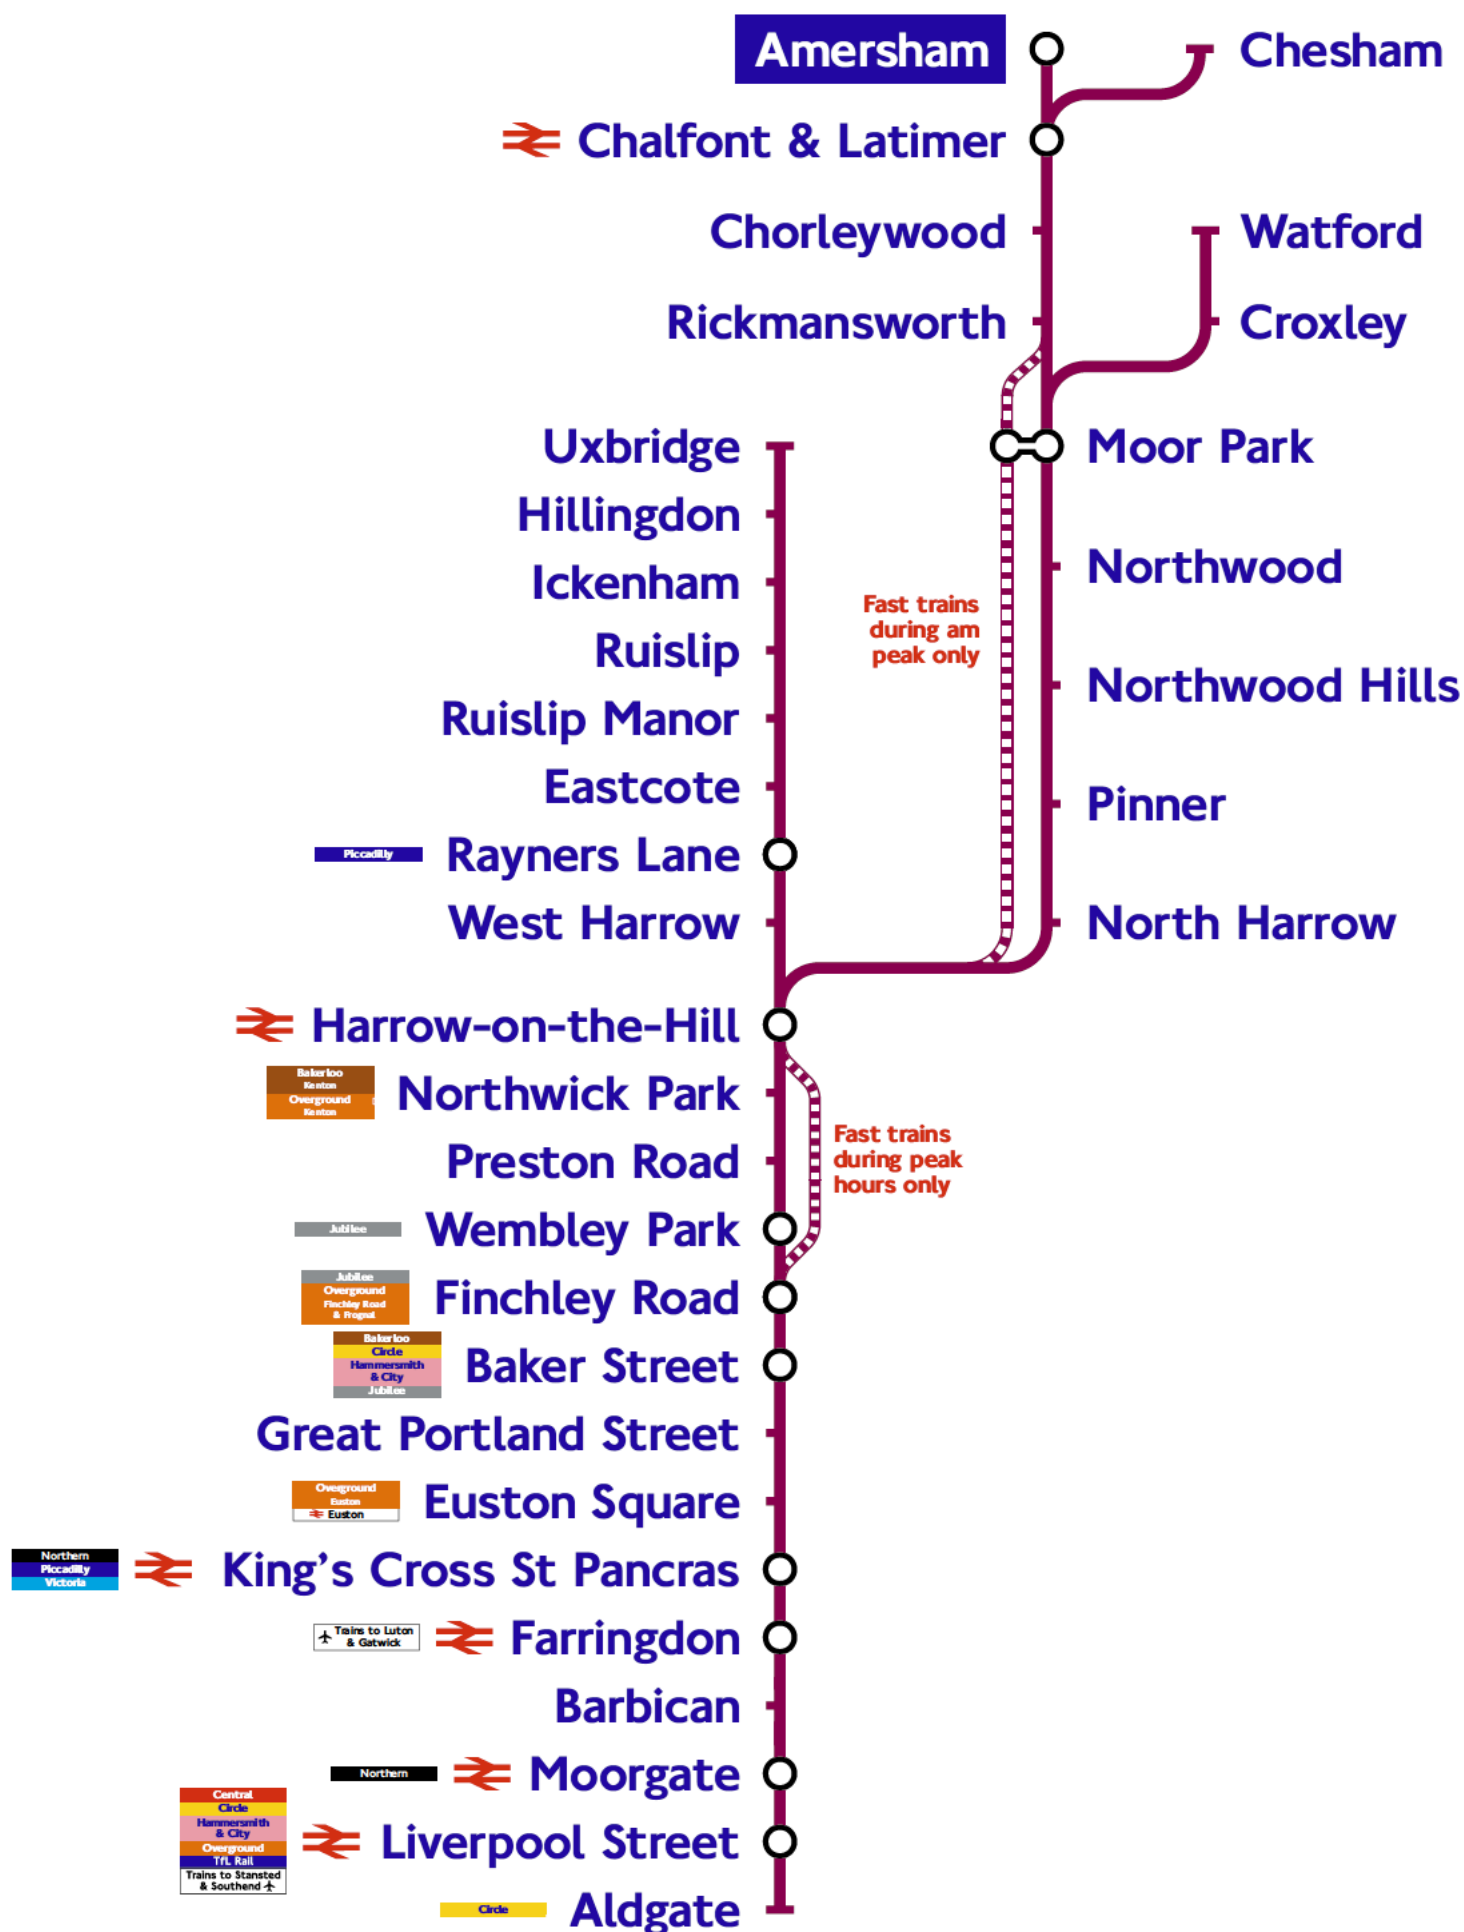 Amersham
Chesham
Chalfont & Latimer
Chorleywood
Watford
Rickmansworth
Croxley
Uxbridge
Moor Park
Hillingdon
Northwood
Ickenham
Fast trains
during am
peak only
Ruislip
Northwood Hills
Ruislip Manor
Eastcote
Pinner
Piccadilly
Rayners Lane
West Harrow
North Harrow
Harrow-on-the-Hill
Bakerloo
Kenton
Overground
Kenton
Northwick Park
Fast trains
during peak
hours only
Preston Road
Jubilee
Wembley Park
Jubilee
Overground
Finchley Road
& Frognal
Finchley Road
Bakerloo
Circle
Hammersmith
& City
Jubilee
Baker Street
Great Portland Street
Overground
Euston
Euston
Euston Square
Northern
Piccadilly
Victoria
King's Cross St Pancras
Trains to Luton
& Gatwick
Farringdon
Barbican
Northern
Moorgate
Central
Circle
Hammersmith
& City
Overground
TfL Rail
Trains to Stansted
& Southend
Liverpool Street
Circle
Aldgate